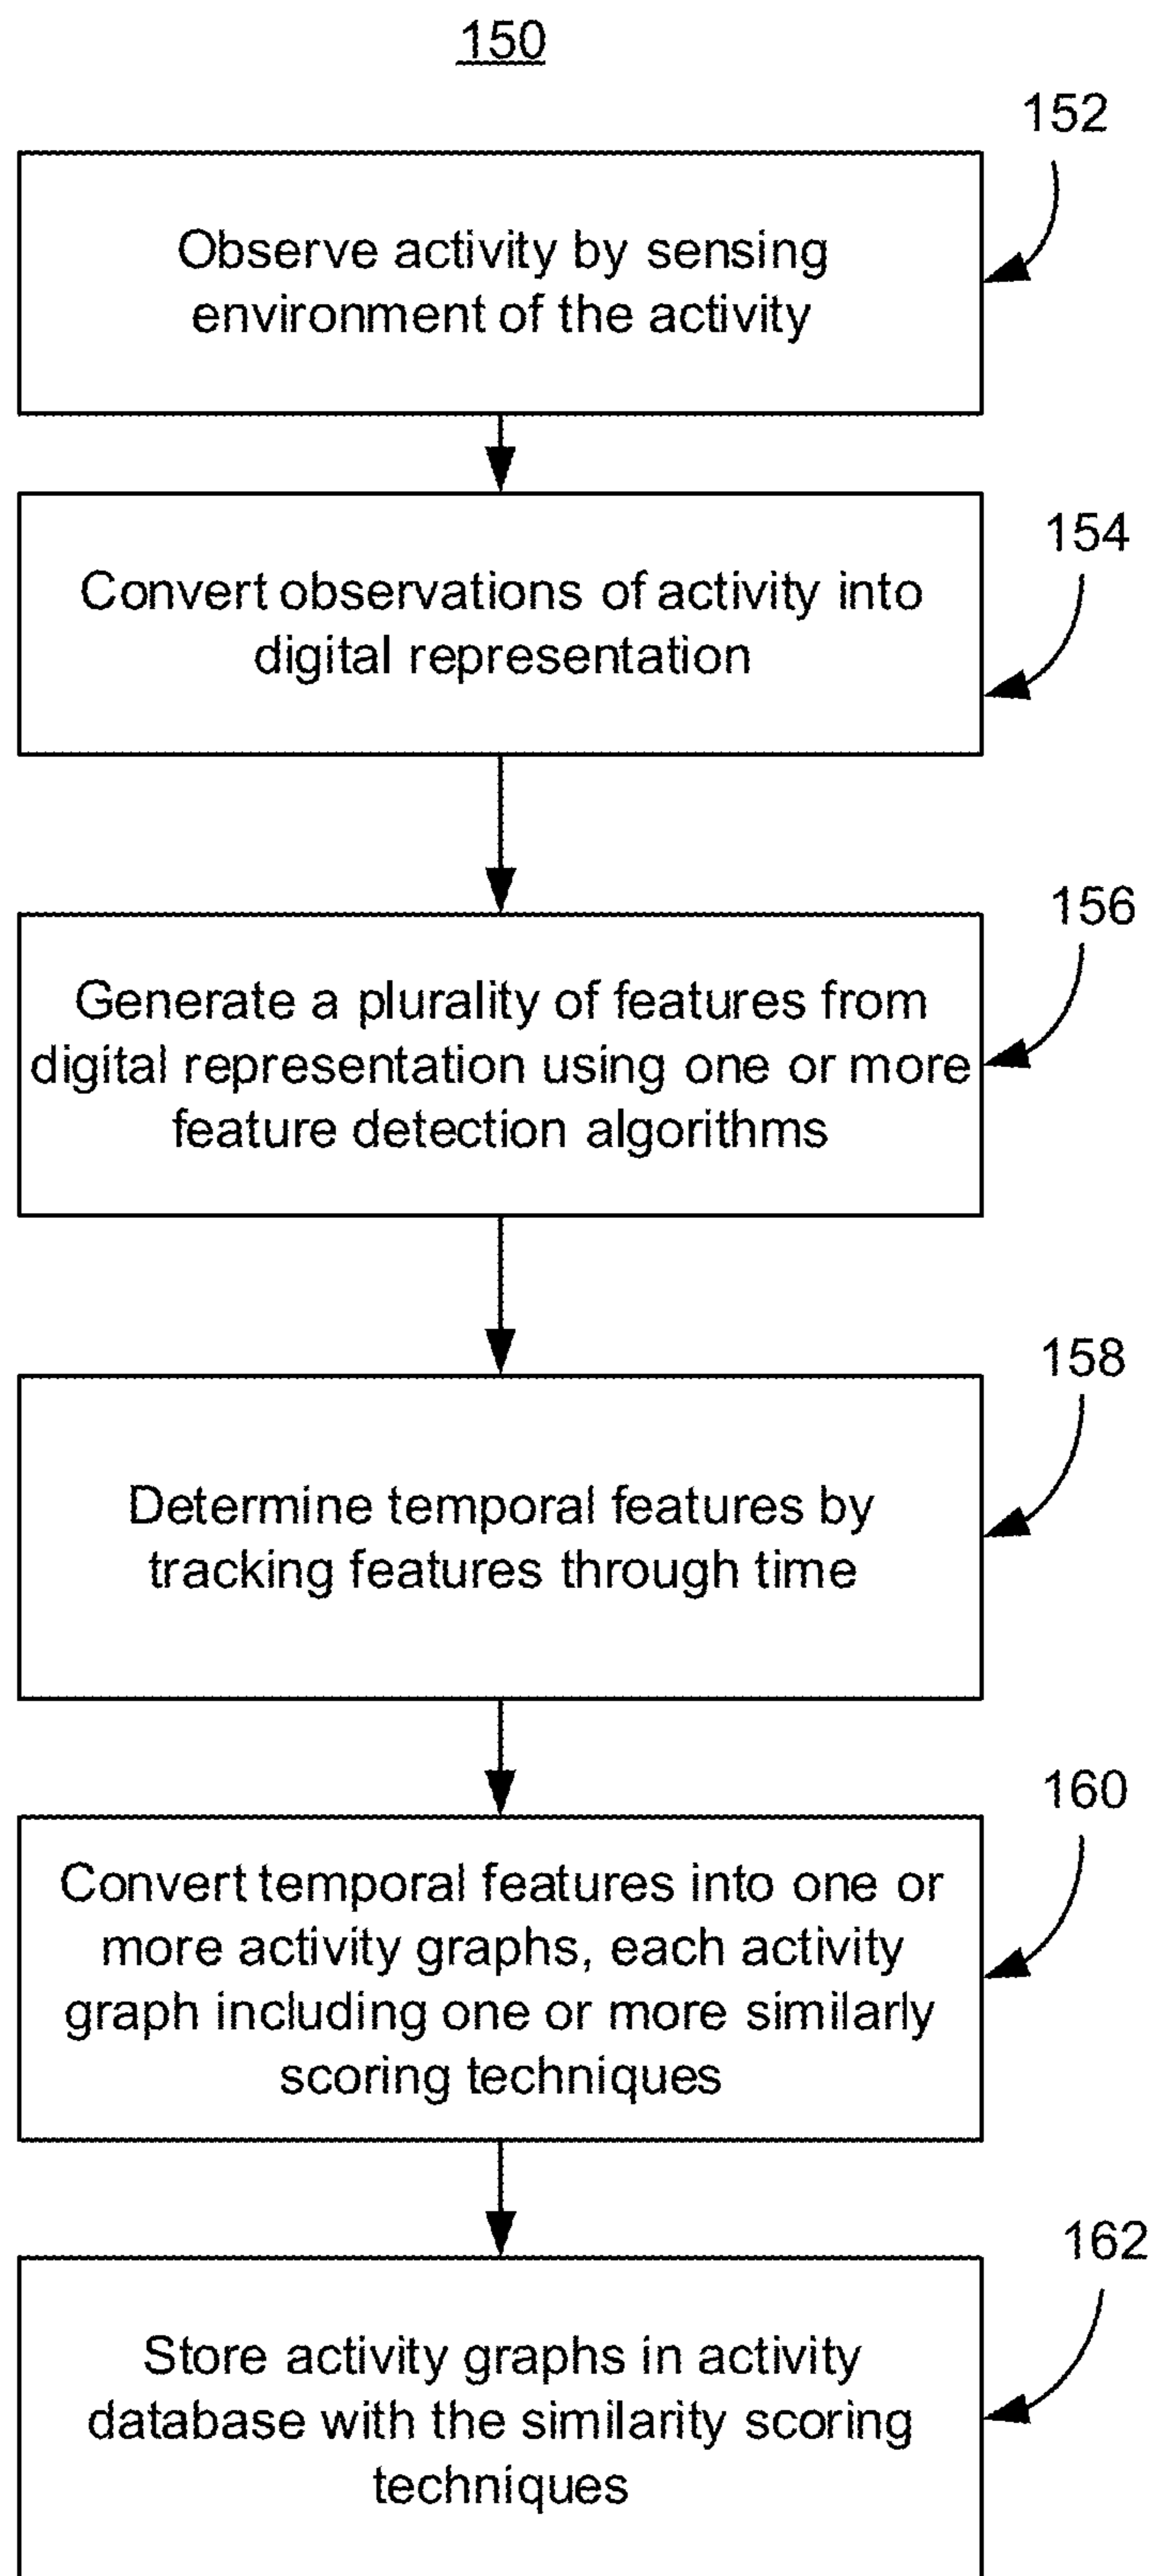 150
152
Observe activity by sensing
environment of the activity
154
Convert observations of activity into
digital representation
156
Generate a plurality of features from
digital representation using one or more
feature detection algorithms
158
Determine temporal features by
tracking features through time
160
Convert temporal features into one or
more activity graphs, each activity
graph including one or more similarly
scoring techniques
162
Store activity graphs in activity
database with the similarity scoring
techniques